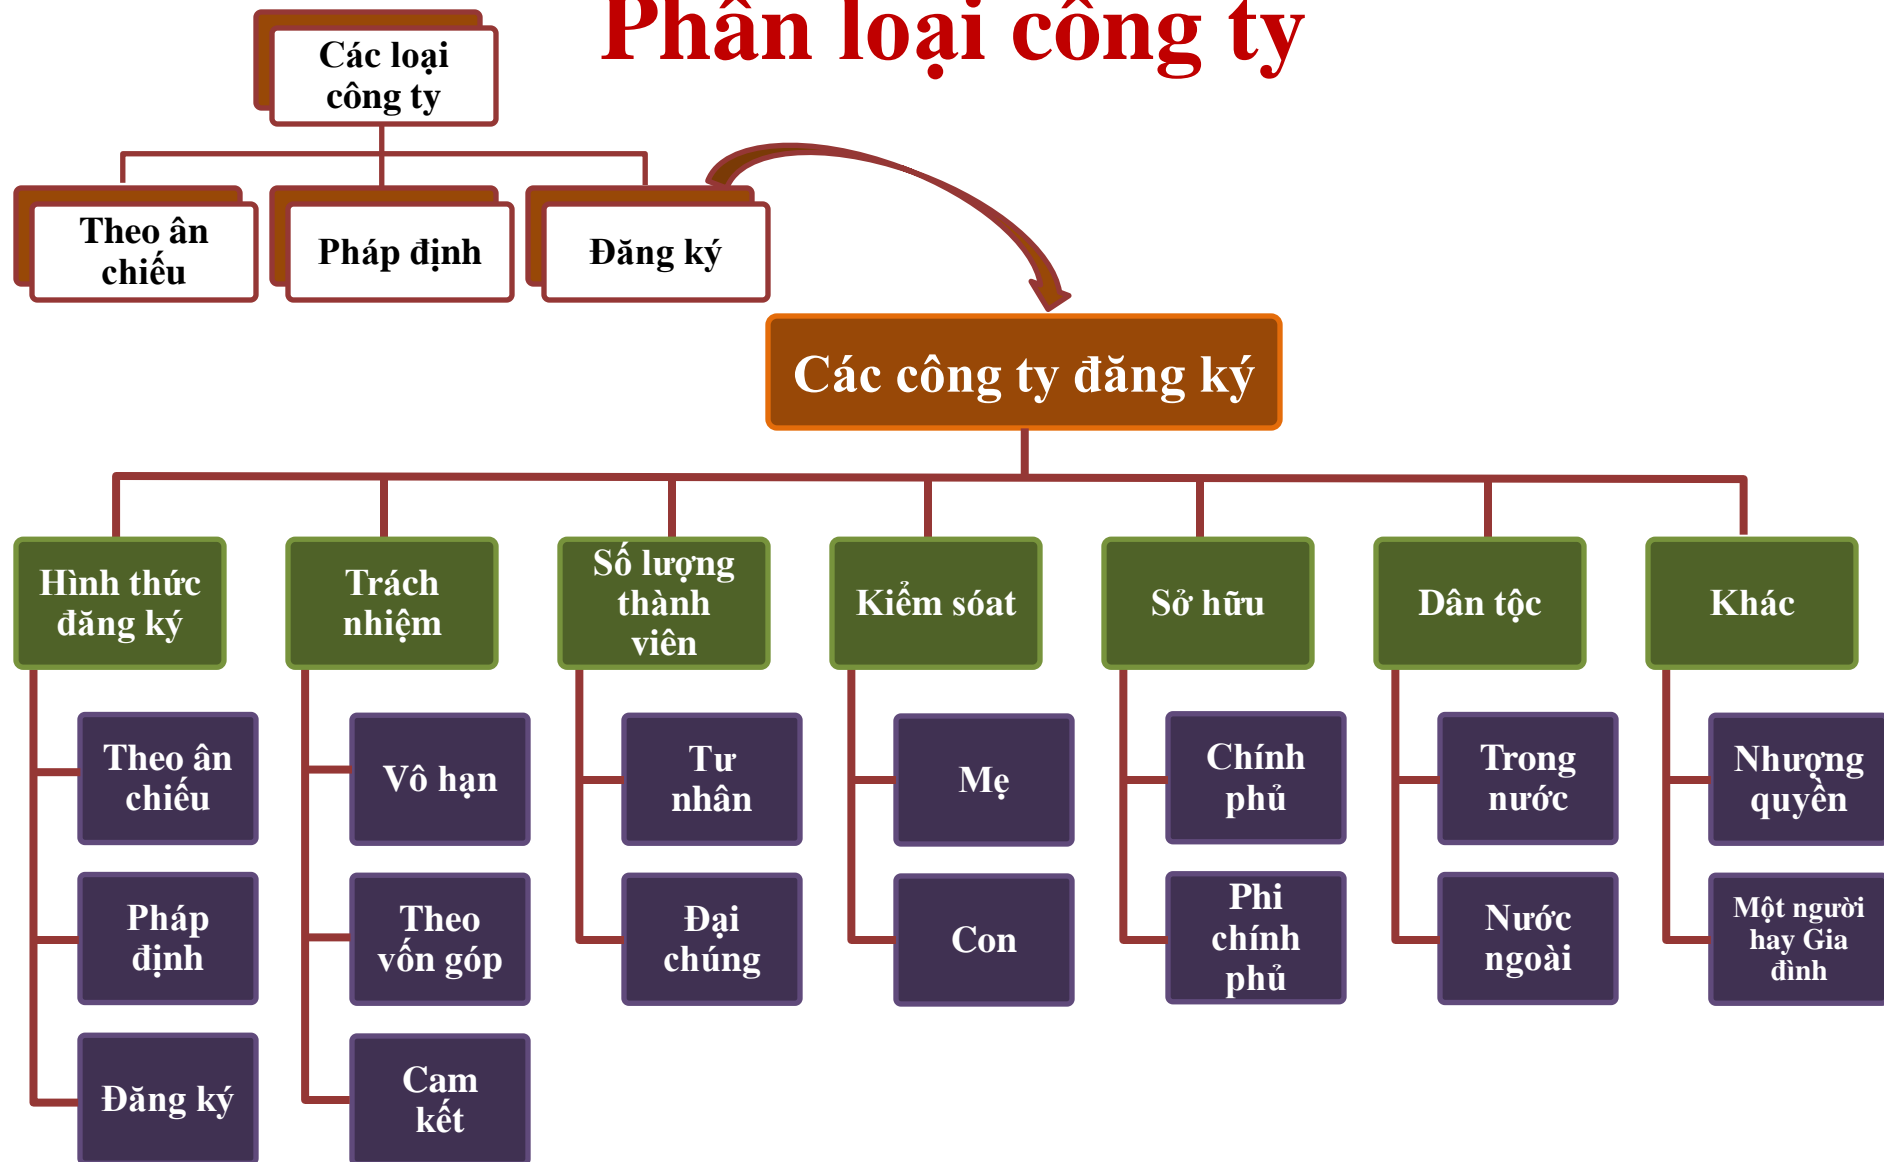 Phân loại công ty
Các loại
công ty
Theo ân
chiếu
Pháp định
Đăng ký
Các công ty đăng ký
Hình thức
đăng ký
Trách
nhiệm
Số lượng
thành
viên
Kiểm sóat
Sở hữu
Dân tộc
Khác
Theo ân
chiếu
Pháp
định
Đăng ký
Vô hạn
Theo
vốn góp
Cam
kết
Tư
nhân
Đại
chúng
Mẹ
Con
Chính
phủ
Phi
chính
phủ
Trong
nước
Nước
ngoài
Nhượng
quyền
Một người
hay Gia
đình